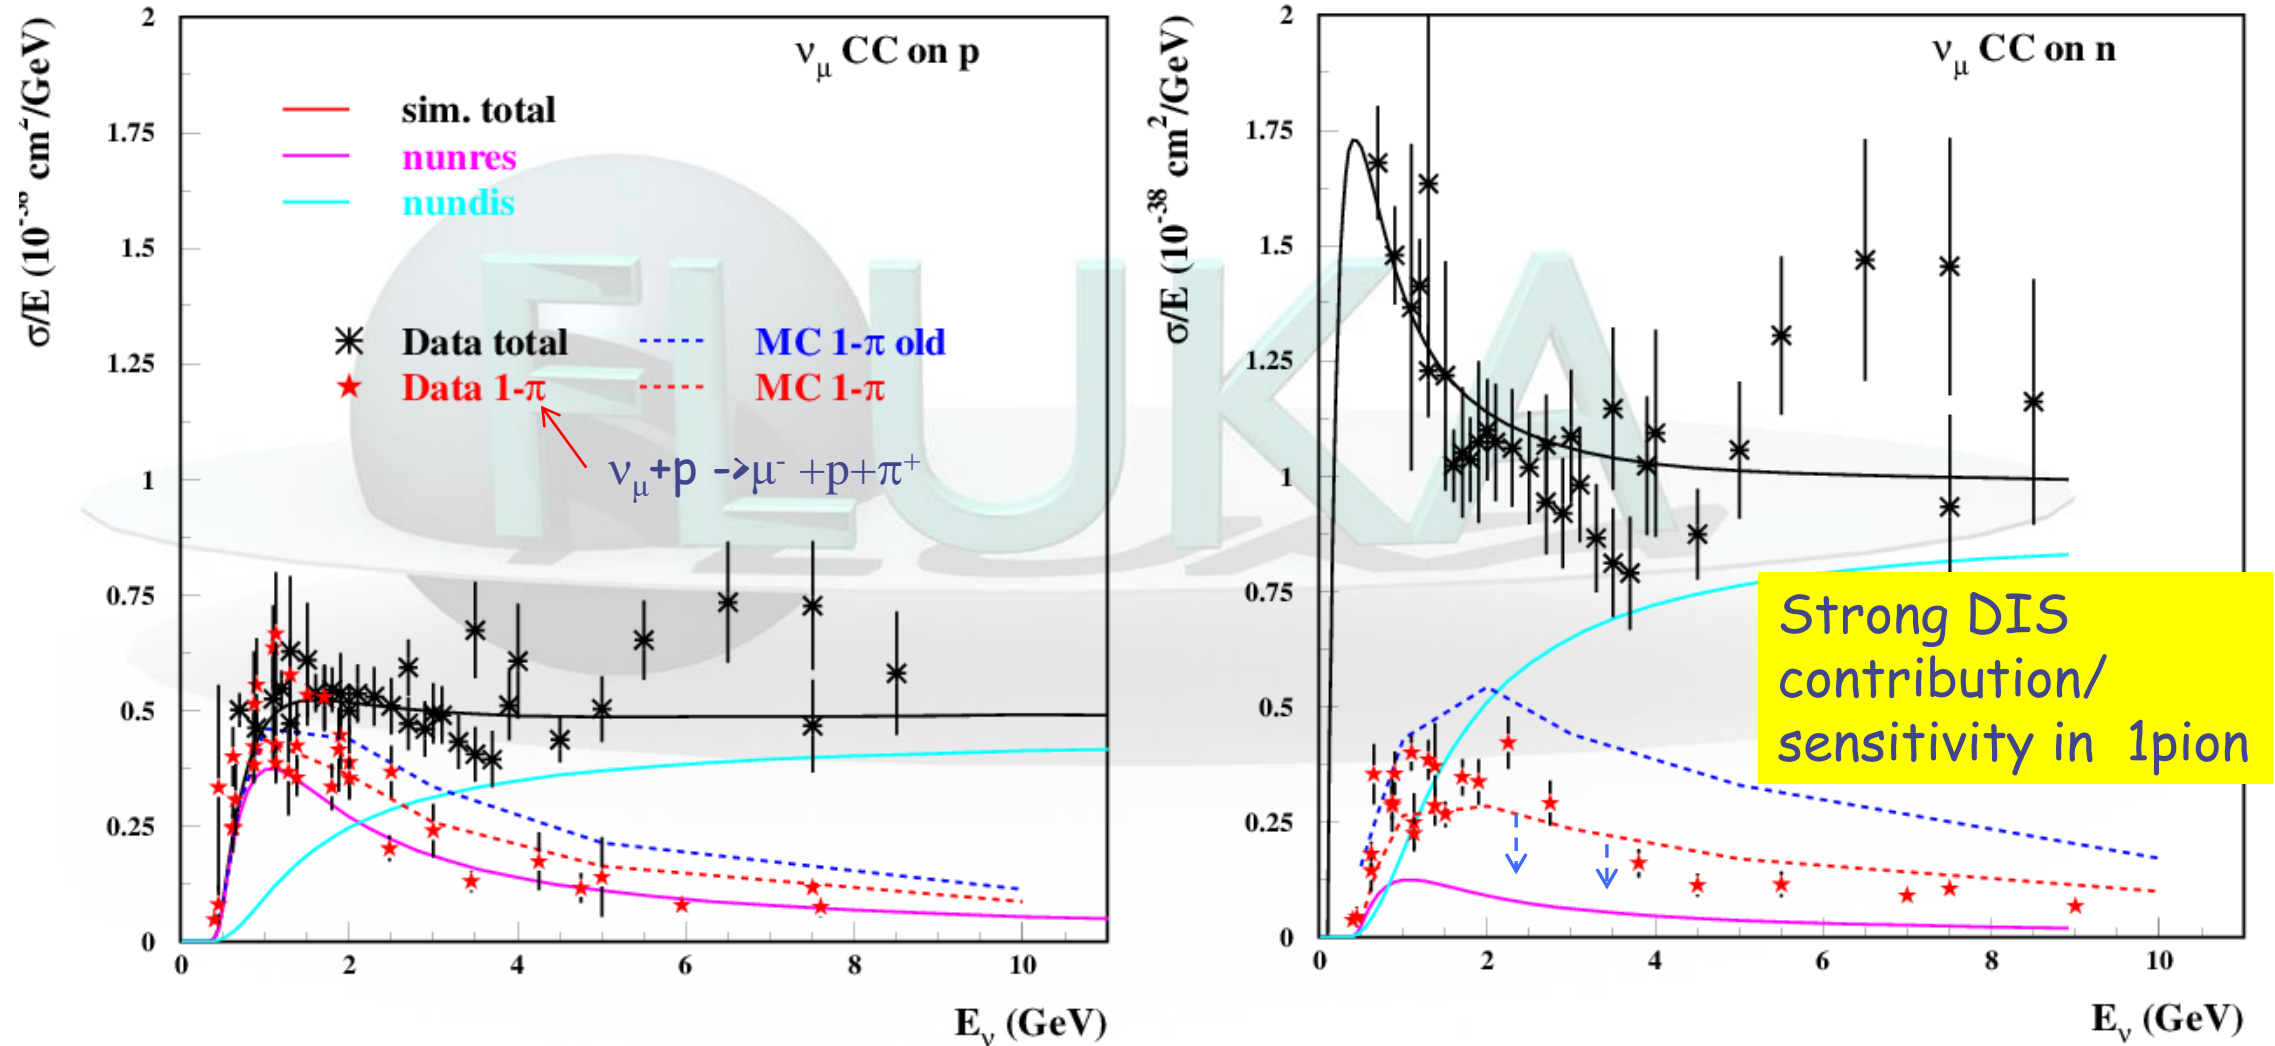 ν_μ CC on p
σ/E (10^-38 cm^2/GeV)
sim. total
nunres
nundis
Data total
Data 1-π
MC 1-π old
MC 1-π
ν_μ+p ->μ^- +p+π^+
2
1.75
1.5
1.25
1
0.75
0.5
0.25
0
0 2 4 6 8 10
E_ν (GeV)
ν_μ CC on n
σ/E (10^-38 cm^2/GeV)
2
1.75
1.5
1.25
1
0.75
0.5
0.25
0
0 2 4 6 8 10
E_ν (GeV)
Strong DIS
contribution/
sensitivity in 1pion
FLUKA